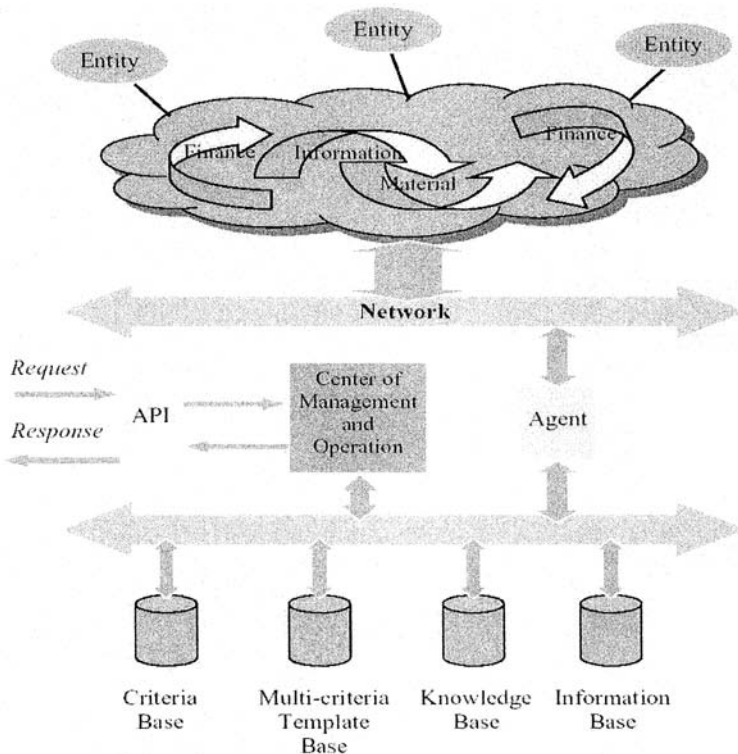 Entity
Entity
Entity
Finance
Information
Material
Finance
Network
Request
Response
API
Center of
Management
and
Operation
Agent
Criteria
Base
Multi-criteria
Template
Base
Knowledge
Base
Information
Base